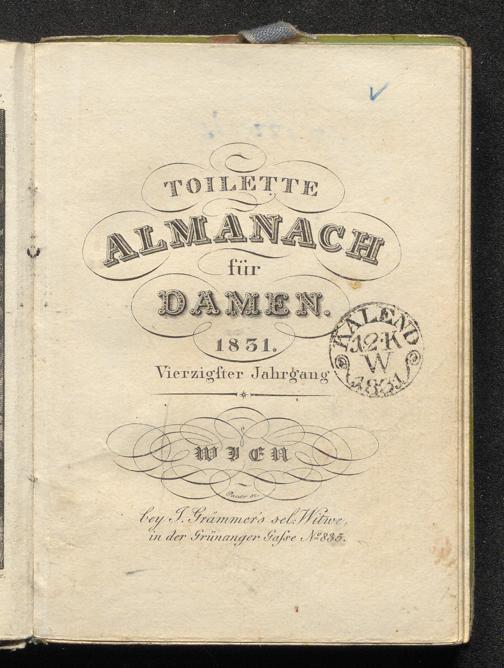 TOILETTE
ALMANACH
für
DAMEN.
1831.
Vierzigſter Jahrgang
WIEN
bey J. Grämmer's sel: Witwe,
in der Grünanger Gaſse No 835.
KALEND
12·K
W
1831